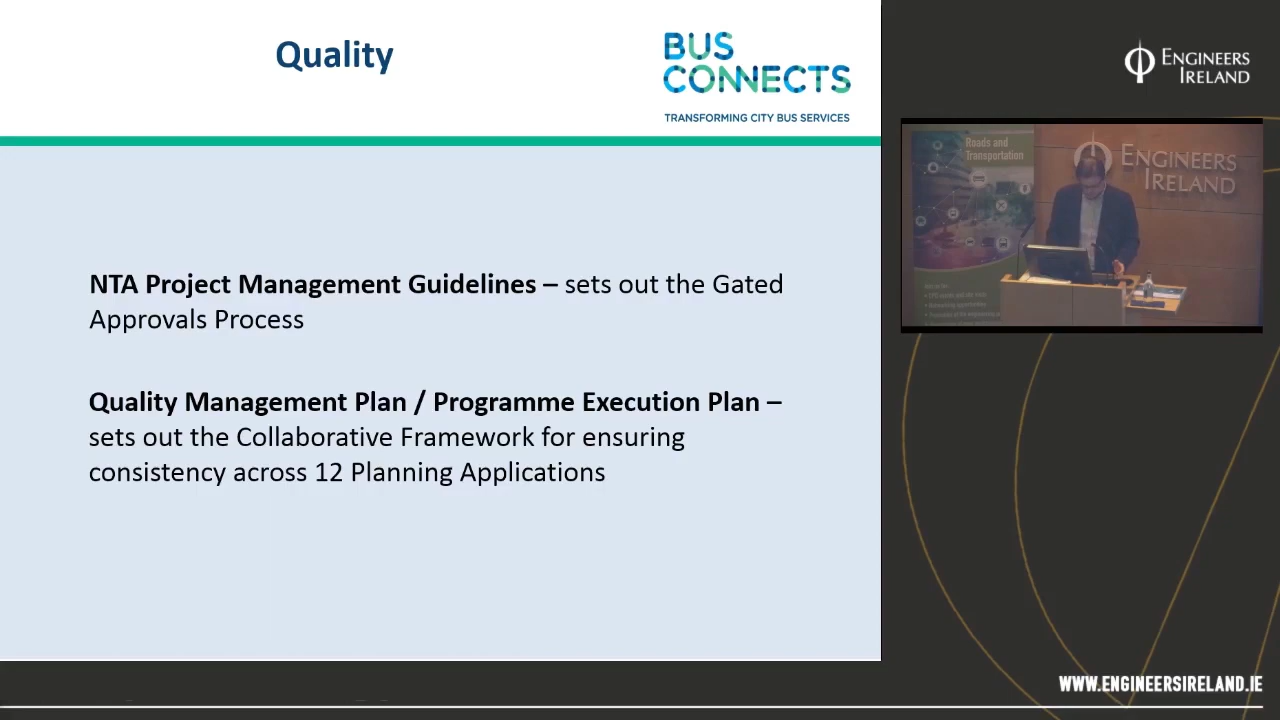 Quality
BUS
CONNECTS
TRANSFORMING CITY BUS SERVICES
NTA Project Management Guidelines – sets out the Gated
Approvals Process
Quality Management Plan / Programme Execution Plan –
sets out the Collaborative Framework for ensuring
consistency across 12 Planning Applications
ENGINEERS
IRELAND
Roads and
Transportation
ENGINEERS
IRELAND
WWW.ENGINEERSIRELAND.IE